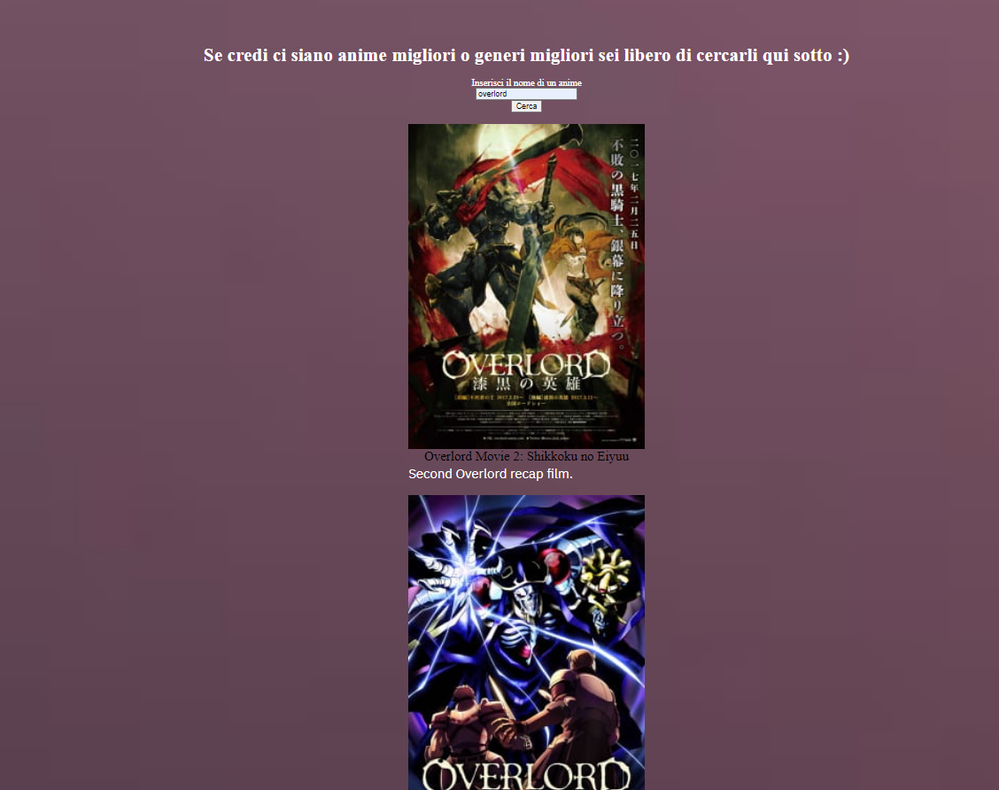 Se credi ci siano anime migliori o generi migliori sei libero di cercarli qui sotto :)
Inserisci il nome di un anime
overlord
Cerca
二〇一七年二月二五日
不敗の黒騎士、銀幕に降り立つ。
OVERLORD
漆黒の英雄
Overlord Movie 2: Shikkoku no Eiyuu
Second Overlord recap film.
OVERLORD